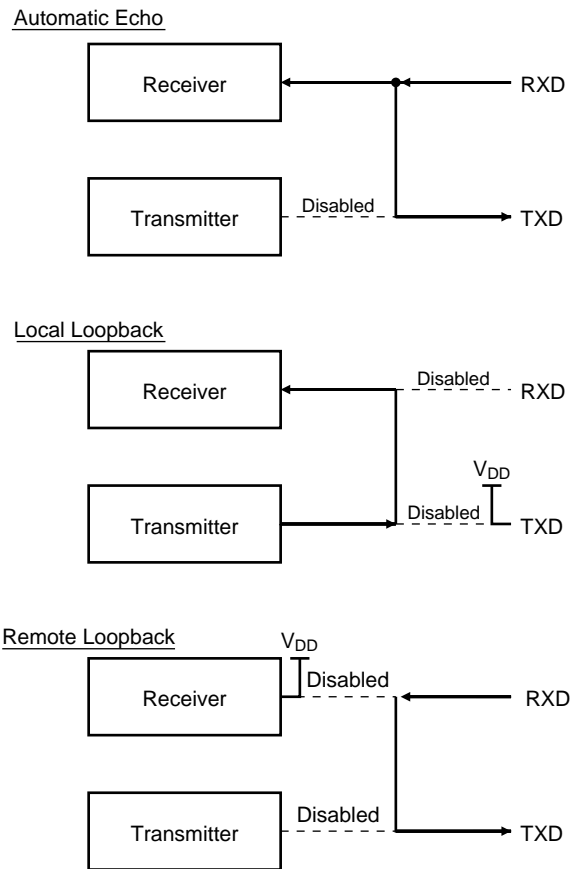 Automatic Echo
Receiver
RXD
Transmitter
Disabled
TXD
Local Loopback
Receiver
Disabled
RXD
VDD
Transmitter
Disabled
TXD
Remote Loopback
VDD
Receiver
Disabled
RXD
Transmitter
Disabled
TXD